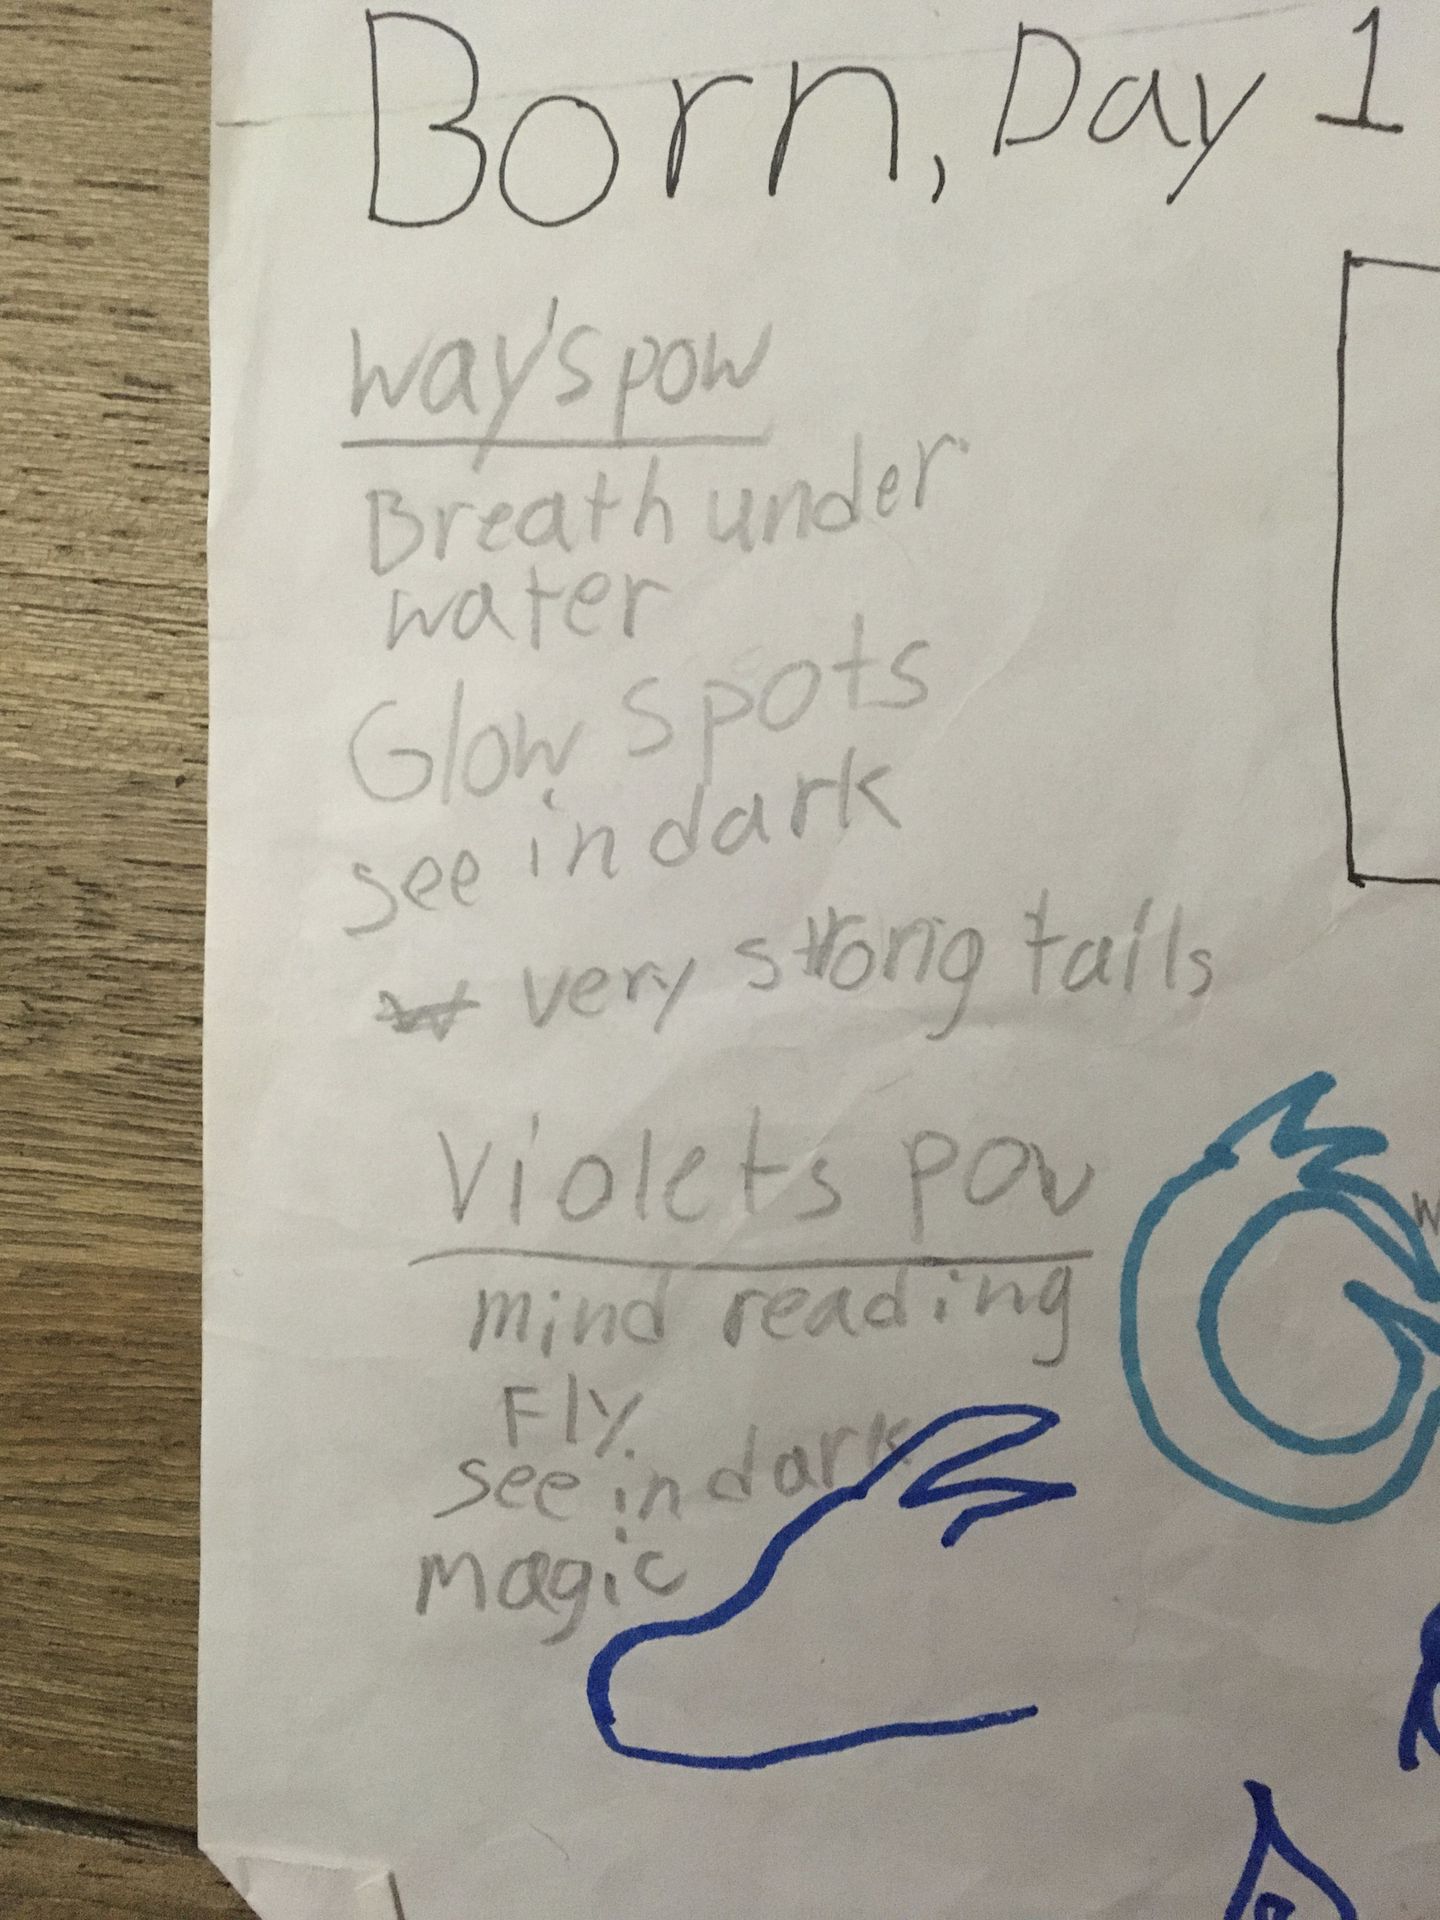 Born, Day 1
way's pow
Breath under
water
Glow spots
see in dark
very strong tails
Violets pow
mind reading
Fly
see in dark
magic